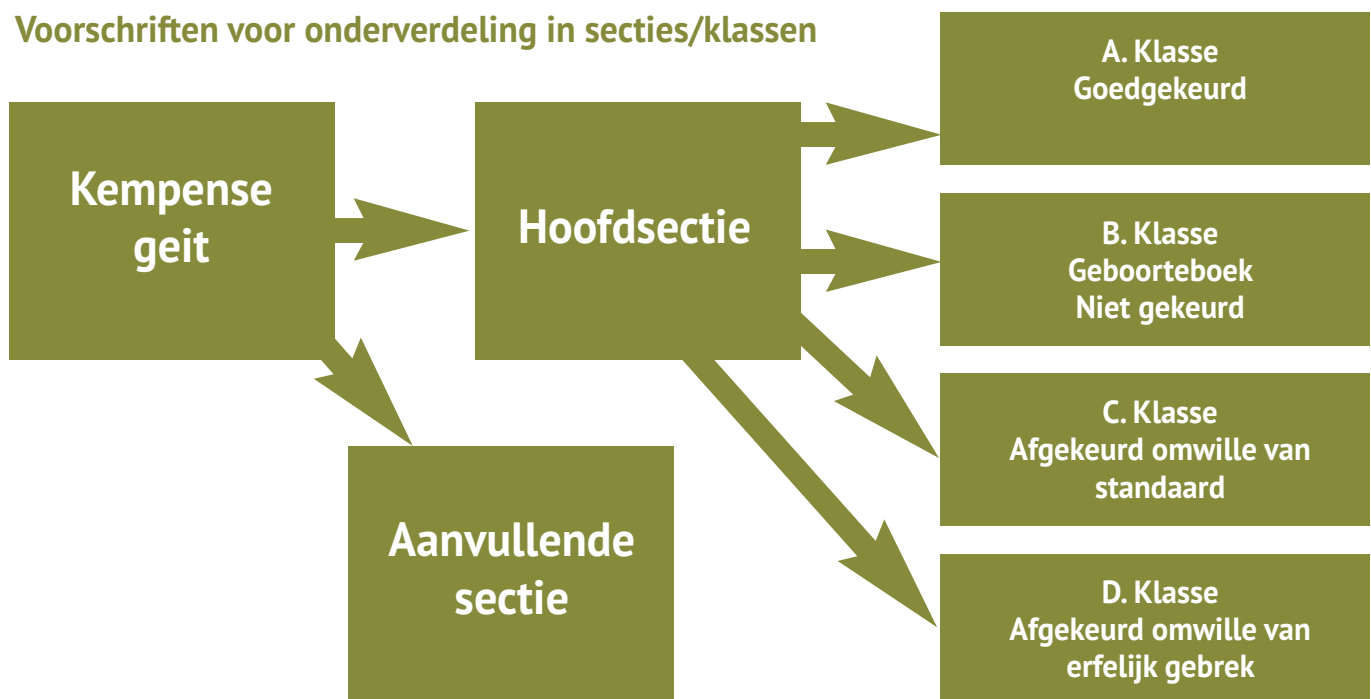 Voorschriften voor onderverdeling in secties/klassen
Kempense
geit
Hoofdsectie
Aanvullende
sectie
A. Klasse
Goedgekeurd
B. Klasse
Geboorteboek
Niet gekeurd
C. Klasse
Afgekeurd omwille van
standaard
D. Klasse
Afgekeurd omwille van
erfelijk gebrek